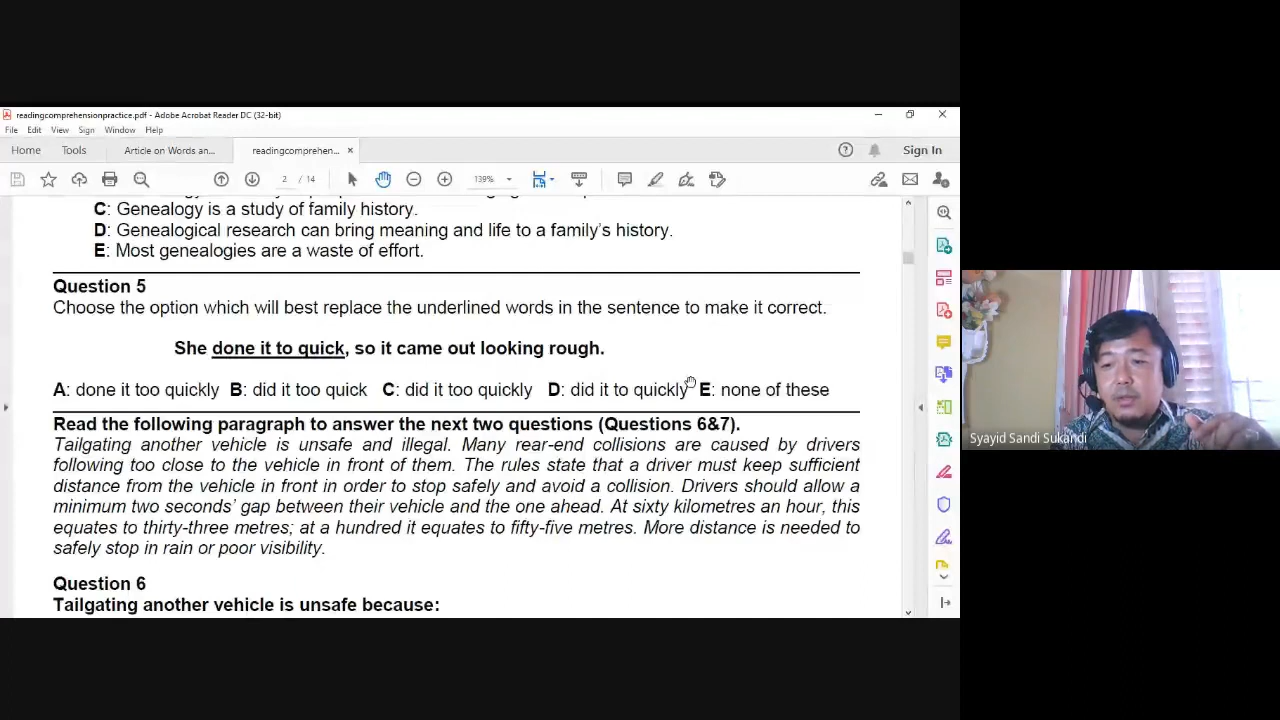 readingcomprehensionpractice.pdf - Adobe Acrobat Reader DC (32-bit)
File Edit View Sign Window Help
Home Tools Article on Words an... readingcomprehen... × Sign In
2 / 14 139%
C: Genealogy is a study of family history.
D: Genealogical research can bring meaning and life to a family's history.
E: Most genealogies are a waste of effort.
Question 5
Choose the option which will best replace the underlined words in the sentence to make it correct.
She done it to quick, so it came out looking rough.
A: done it too quickly B: did it too quick C: did it too quickly D: did it to quickly E: none of these
Read the following paragraph to answer the next two questions (Questions 6&7).
Tailgating another vehicle is unsafe and illegal. Many rear-end collisions are caused by drivers
following too close to the vehicle in front of them. The rules state that a driver must keep sufficient
distance from the vehicle in front in order to stop safely and avoid a collision. Drivers should allow a
minimum two seconds' gap between their vehicle and the one ahead. At sixty kilometres an hour, this
equates to thirty-three metres; at a hundred it equates to fifty-five metres. More distance is needed to
safely stop in rain or poor visibility.
Question 6
Tailgating another vehicle is unsafe because:
Syayid Sandi Sukandi